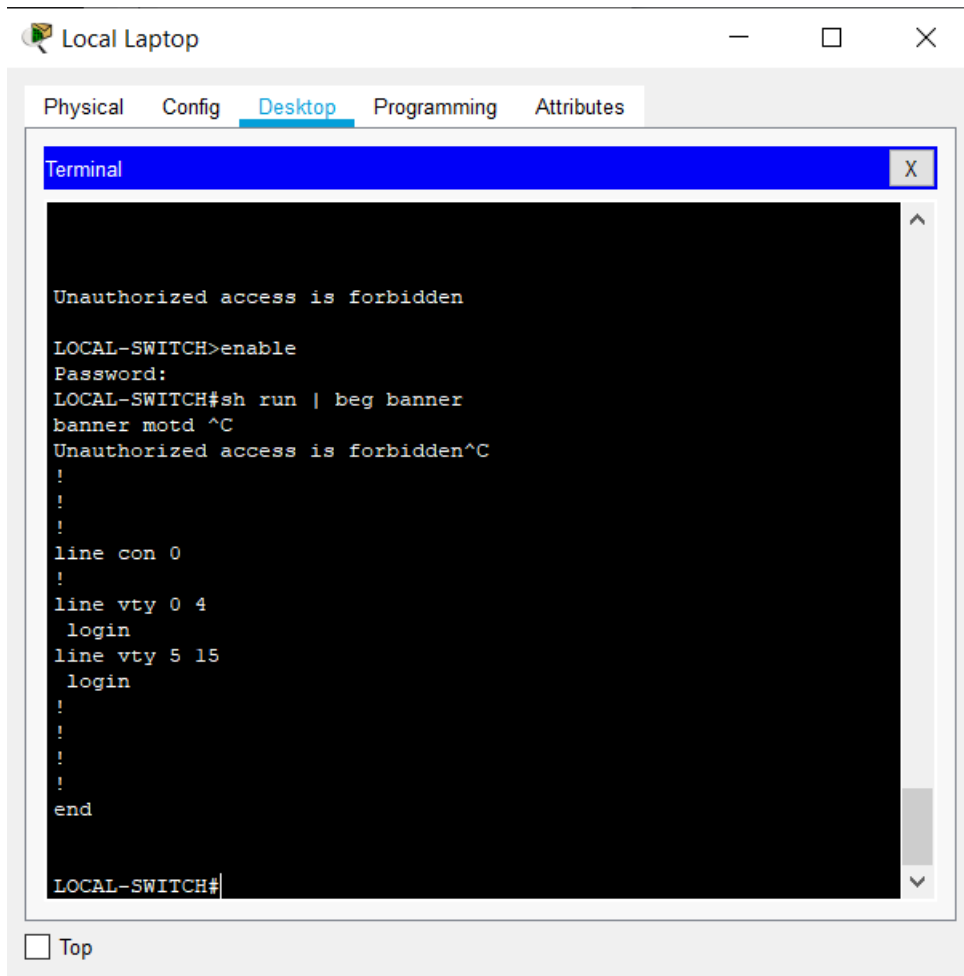 Local Laptop
Physical Config Desktop Programming Attributes
Terminal X
Unauthorized access is forbidden
LOCAL-SWITCH>enable
Password:
LOCAL-SWITCH#sh run | beg banner
banner motd ^C
Unauthorized access is forbidden^C
!
!
!
line con 0
!
line vty 0 4
login
line vty 5 15
login
!
!
!
!
end
LOCAL-SWITCH#
Top